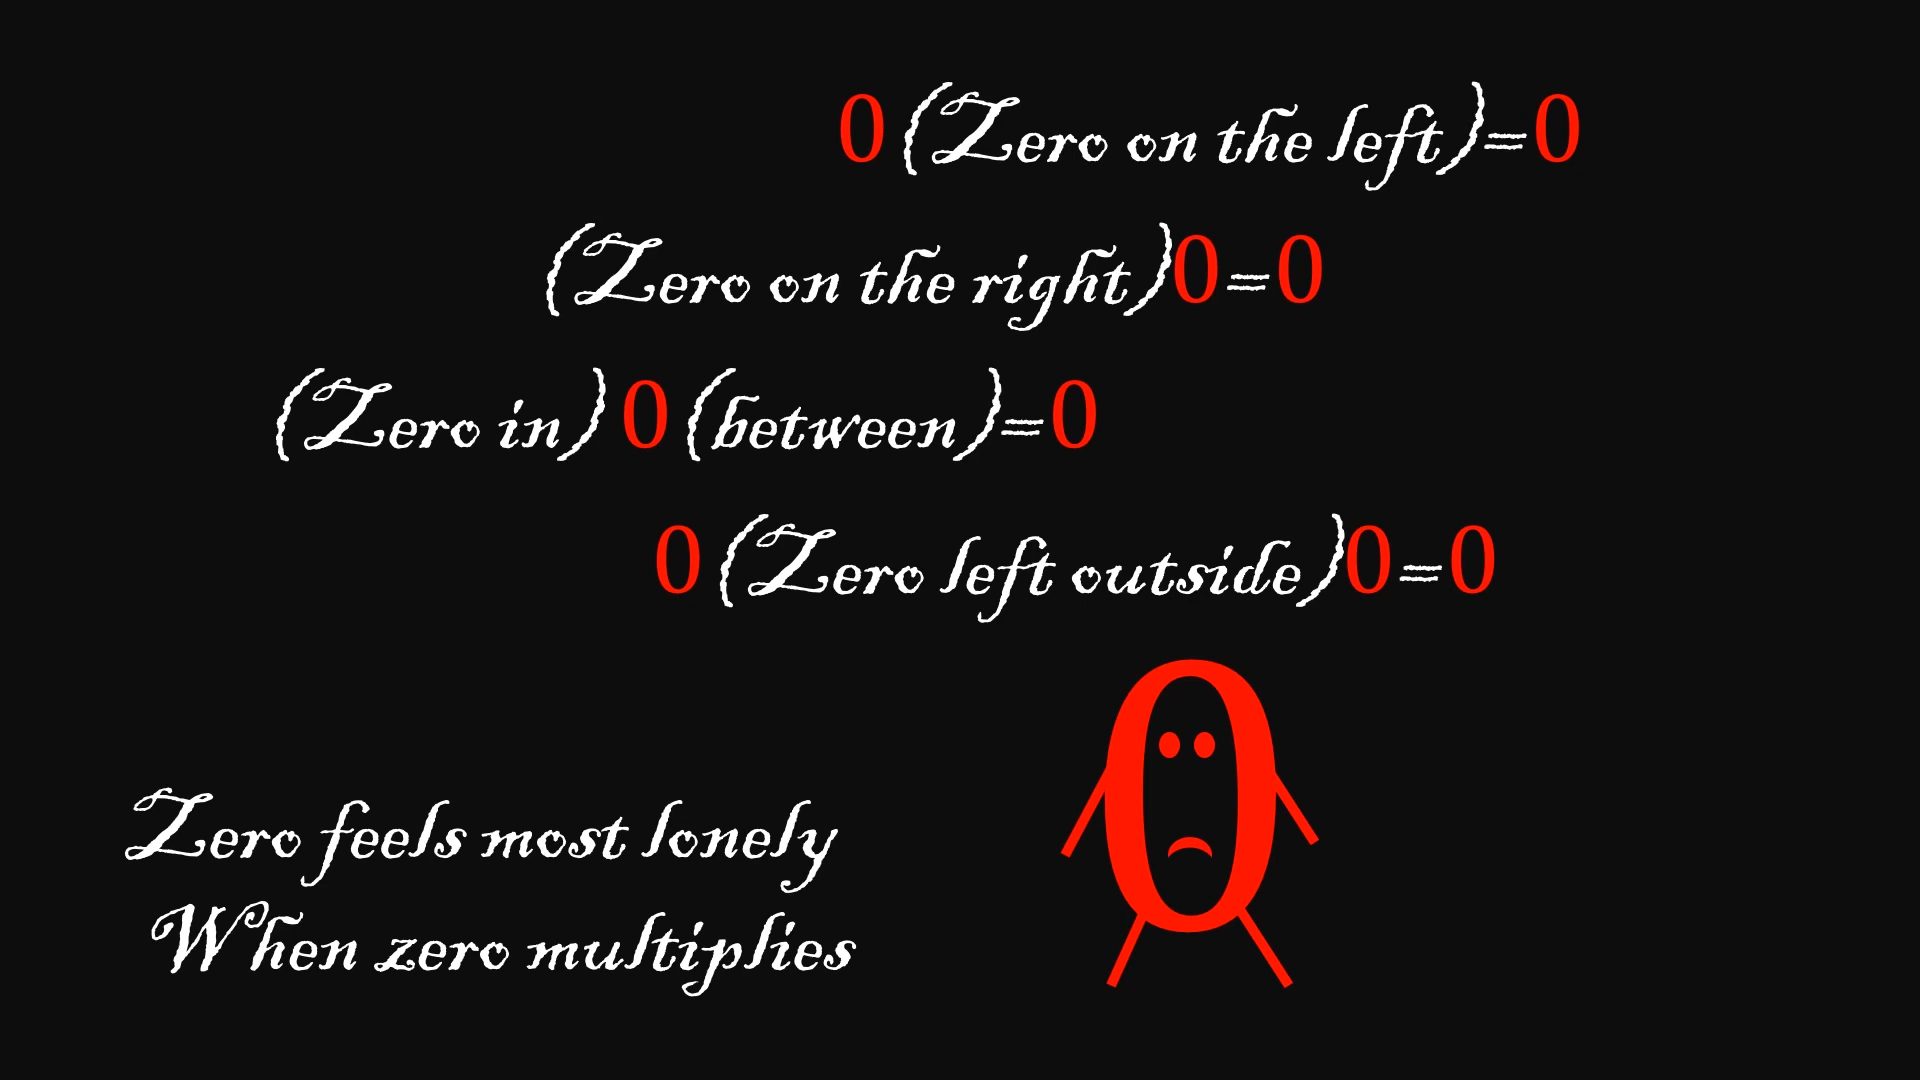 0 (Zero on the left)=0
(Zero on the right)0=0
(Zero in) 0 (between)=0
0 (Zero left outside)0=0
Zero feels most lonely
When zero multiplies